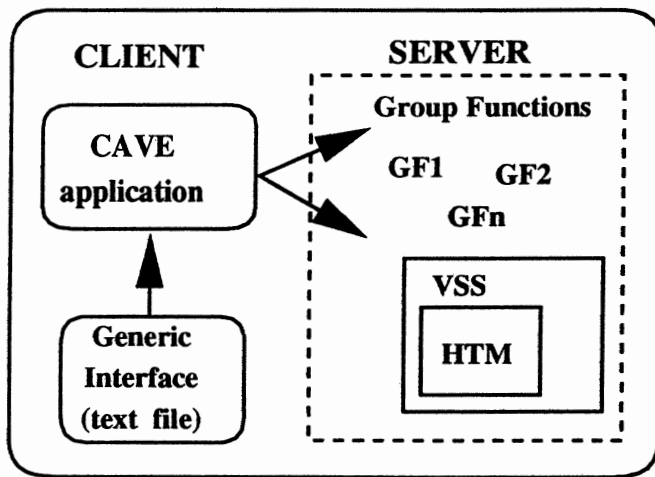 CLIENT
SERVER
CAVE
application
Generic
Interface
(text file)
Group Functions
GF1
GF2
GFn
VSS
HTM